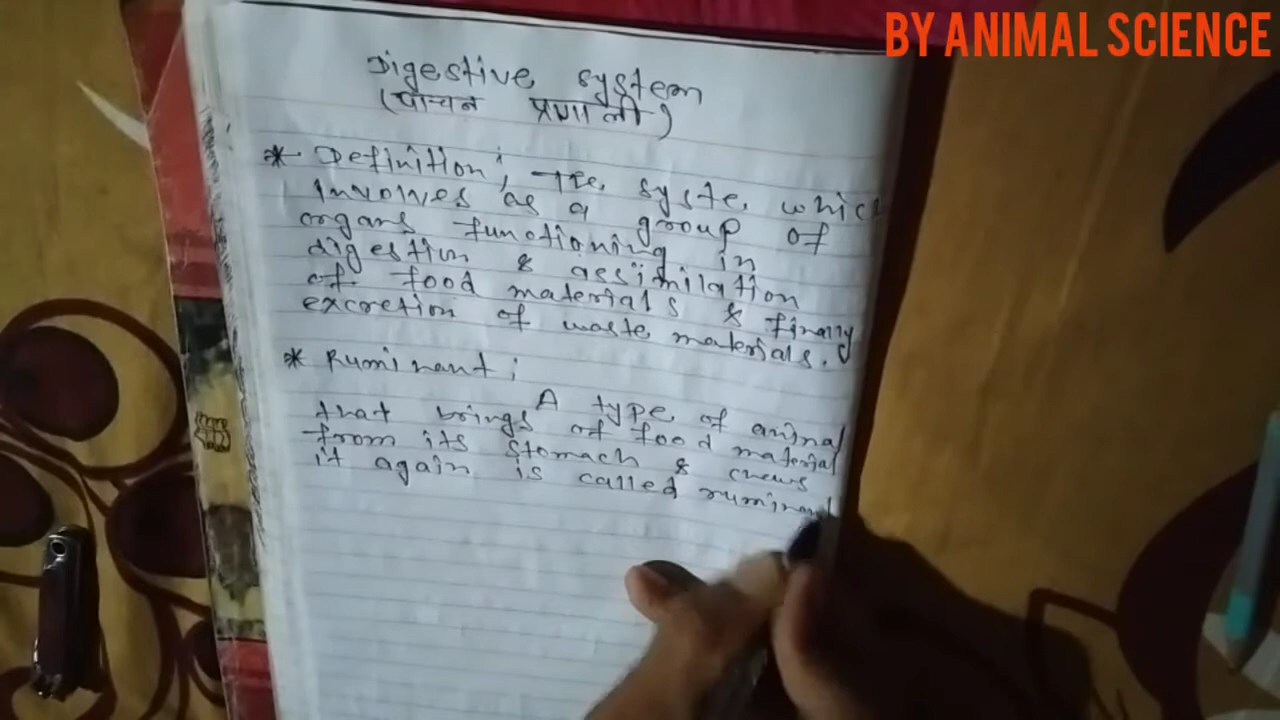 BY ANIMAL SCIENCE
Digestive system
(पाचन प्रणाली)
* Definition; The syste which
involves as a group of
organs functioning in
digestion & assimilation
of food materials & finally
excretion of waste materials.
* Ruminant;
A type of animal
that brings of food material
from its stomach & chews
it again is called ruminant